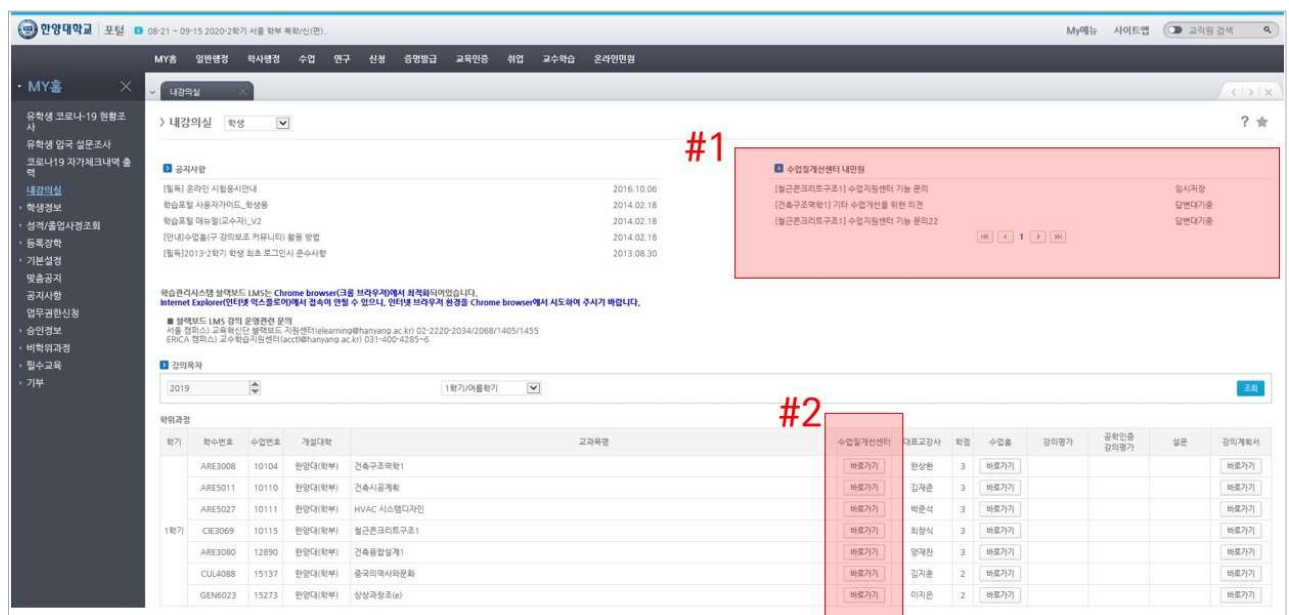 한양대학교 포털 08-21 ~ 09-15 2020-2학기 서울 학부 복학/신(편)..
My메뉴 사이트맵 교직원 검색
MY홈 일반행정 학사행정 수업 연구 신청 증명발급 교육인증 취업 교수학습 온라인민원
MY홈
내강의실
유학생 코로나-19 현황조
사
유학생 입국 설문조사
코로나19 자가체크내역 출
력
내강의실
학생정보
성적/졸업사정조회
등록장학
기본설정
맞춤공지
공지사항
업무권한신청
승인정보
비학위과정
필수교육
기부
내강의실 학생
#1
공지사항
[필독] 온라인 시험응시안내 2016.10.06
학습포털 사용자가이드_학생용 2014.02.18
학습포털 매뉴얼(교수자)_V2 2014.02.18
[안내]수업홈(구 강의보조 커뮤니티) 활용 방법 2014.02.18
[필독]2013-2학기 학생 최초 로그인시 준수사항 2013.08.30
수업질개선센터 내민원
[철근콘크리트구조1] 수업지원센터 기능 문의 임시저장
[건축구조역학1] 기타 수업개선을 위한 의견 답변대기중
[철근콘크리트구조1] 수업지원센터 기능 문의22 답변대기중
1
학습관리시스템 블랙보드 LMS는 Chrome browser(크롬 브라우저)에서 최적화되어있습니다.
Internet Explorer(인터넷 익스플로어)에서 접속이 안될 수 있으니, 인터넷 브라우져 환경을 Chrome browser에서 시도하여 주시기 바랍니다.
■ 블랙보드 LMS 강의 운영관련 문의
서울 캠퍼스) 교육혁신단 블랙보드 지원센터(elearning@hanyang.ac.kr) 02-2220-2034/2068/1405/1455
ERICA 캠퍼스) 교수학습지원센터(acctl@hanyang.ac.kr) 031-400-4285~6
강의목차
2019 1학기/여름학기 조회
#2
학위과정
학기 학수번호 수업번호 개설대학 교과목명 수업질개선센터 대표교강사 학점 수업홈 강의평가 공학인증 강의평가 설문 강의계획서
ARE3008 10104 한양대(학부) 건축구조역학1 바로가기 한상환 3 바로가기 바로가기
ARE5011 10110 한양대(학부) 건축시공계획 바로가기 김재준 3 바로가기 바로가기
ARE5027 10111 한양대(학부) HVAC 시스템디자인 바로가기 박준석 3 바로가기 바로가기
1학기 CIE3069 10115 한양대(학부) 철근콘크리트구조1 바로가기 최창식 3 바로가기 바로가기
ARE3080 12890 한양대(학부) 건축융합설계1 바로가기 3 바로가기 바로가기
CUL4088 15137 한양대(학부) 중국의역사와문화 바로가기 김지훈 2 바로가기 바로가기
GEN6023 15273 한양대(학부) 상상과창조(e) 바로가기 이지은 2 바로가기 바로가기